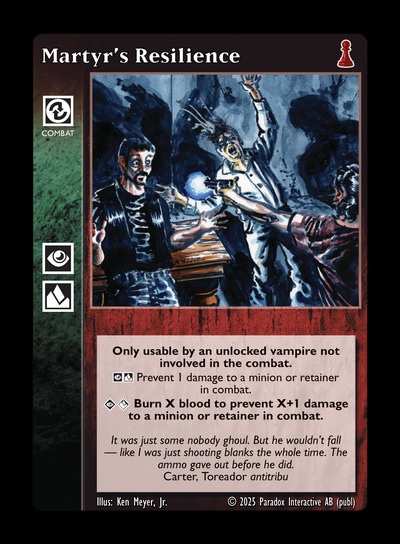 Martyr's Resilience
COMBAT
Only usable by an unlocked vampire not
involved in the combat.
Prevent 1 damage to a minion or retainer
in combat.
Burn X blood to prevent X+1 damage
to a minion or retainer in combat.
It was just some nobody ghoul. But he wouldn't fall
— like I was just shooting blanks the whole time. The
ammo gave out before he did.
Carter, Toreador antitribu
Illus: Ken Meyer, Jr. © 2025 Paradox Interactive AB (publ)